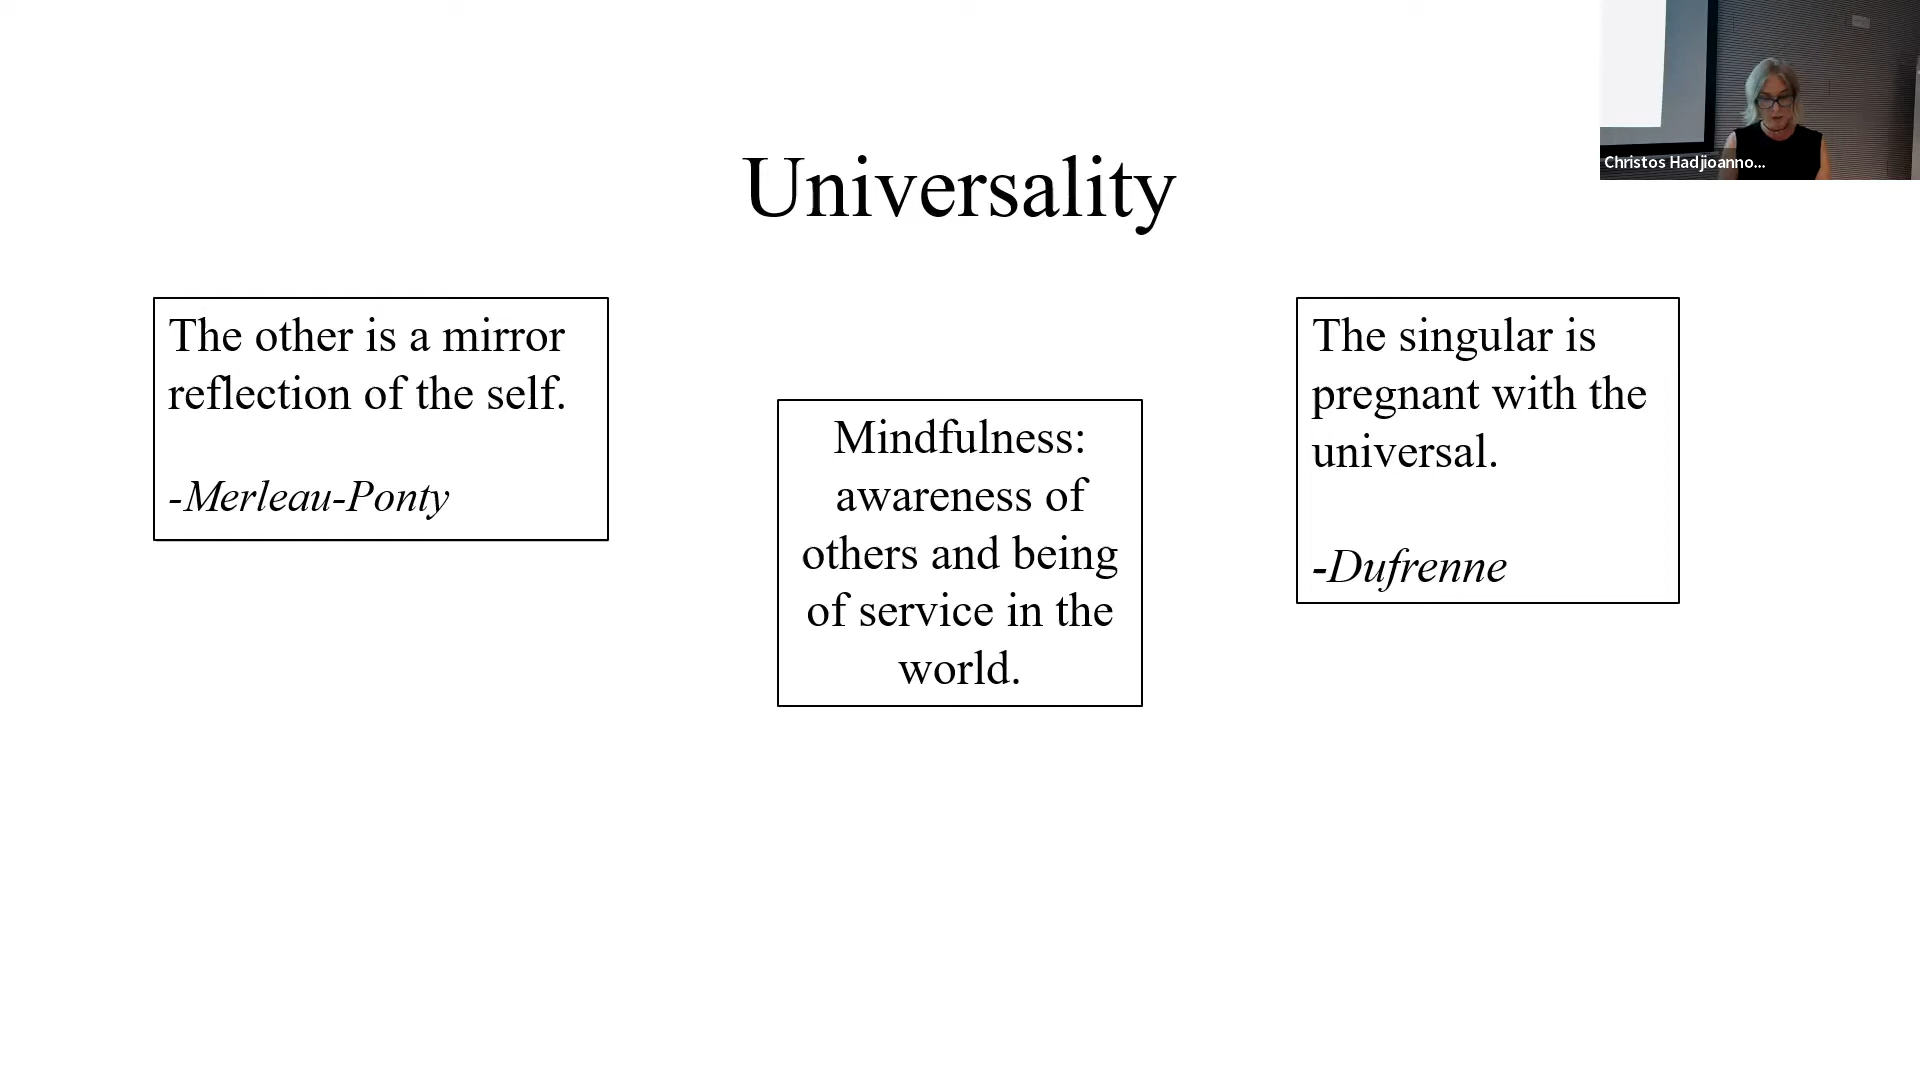 Universality
Christos Hadjioanno...
The other is a mirror
reflection of the self.
-Merleau-Ponty
Mindfulness:
awareness of
others and being
of service in the
world.
The singular is
pregnant with the
universal.
-Dufrenne